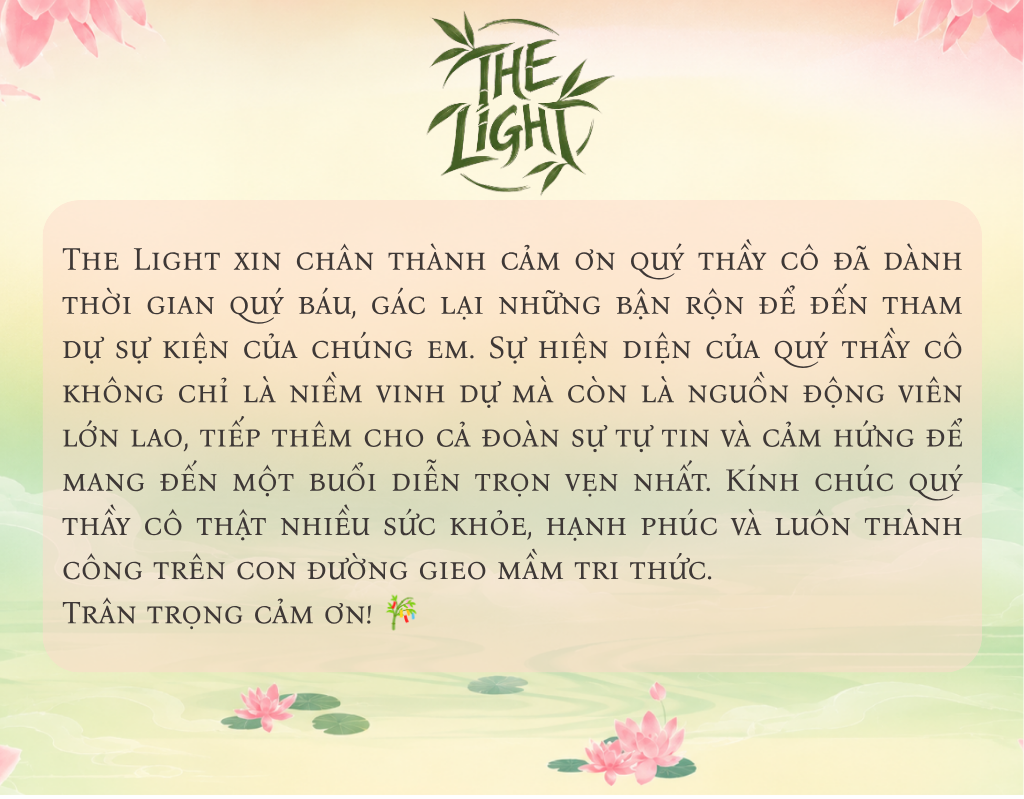 THE
LIGHT
The Light xin chân thành cảm ơn quý thầy cô đã dành
thời gian quý báu, gác lại những bận rộn để đến tham
dự sự kiện của chúng em. Sự hiện diện của quý thầy cô
không chỉ là niềm vinh dự mà còn là nguồn động viên
lớn lao, tiếp thêm cho cả đoàn sự tự tin và cảm hứng để
mang đến một buổi diễn trọn vẹn nhất. Kính chúc quý
thầy cô thật nhiều sức khỏe, hạnh phúc và luôn thành
công trên con đường gieo mầm tri thức.
Trân trọng cảm ơn! 🎋